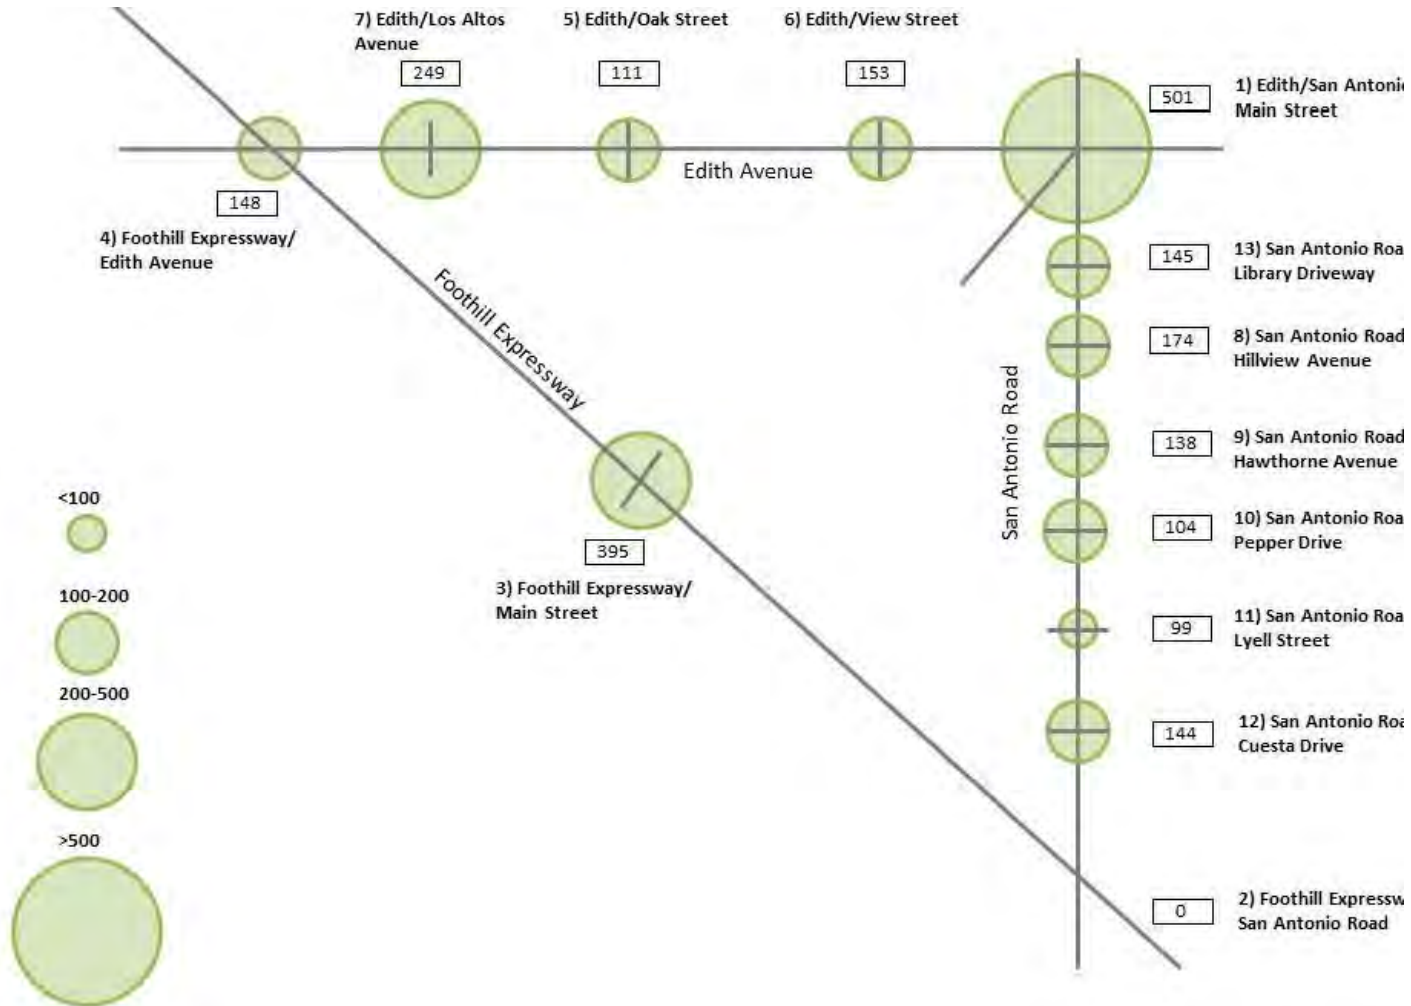 7) Edith/Los Altos
Avenue
249
5) Edith/Oak Street
111
6) Edith/View Street
153
501
1) Edith/San Antonio
Main Street
Edith Avenue
148
4) Foothill Expressway/
Edith Avenue
Foothill Expressway
145
13) San Antonio Roa
Library Driveway
174
8) San Antonio Road
Hillview Avenue
San Antonio Road
138
9) San Antonio Road
Hawthorne Avenue
104
10) San Antonio Roa
Pepper Drive
395
3) Foothill Expressway/
Main Street
99
11) San Antonio Roa
Lyell Street
144
12) San Antonio Roa
Cuesta Drive
0
2) Foothill Expressw
San Antonio Road
<100
100-200
200-500
>500